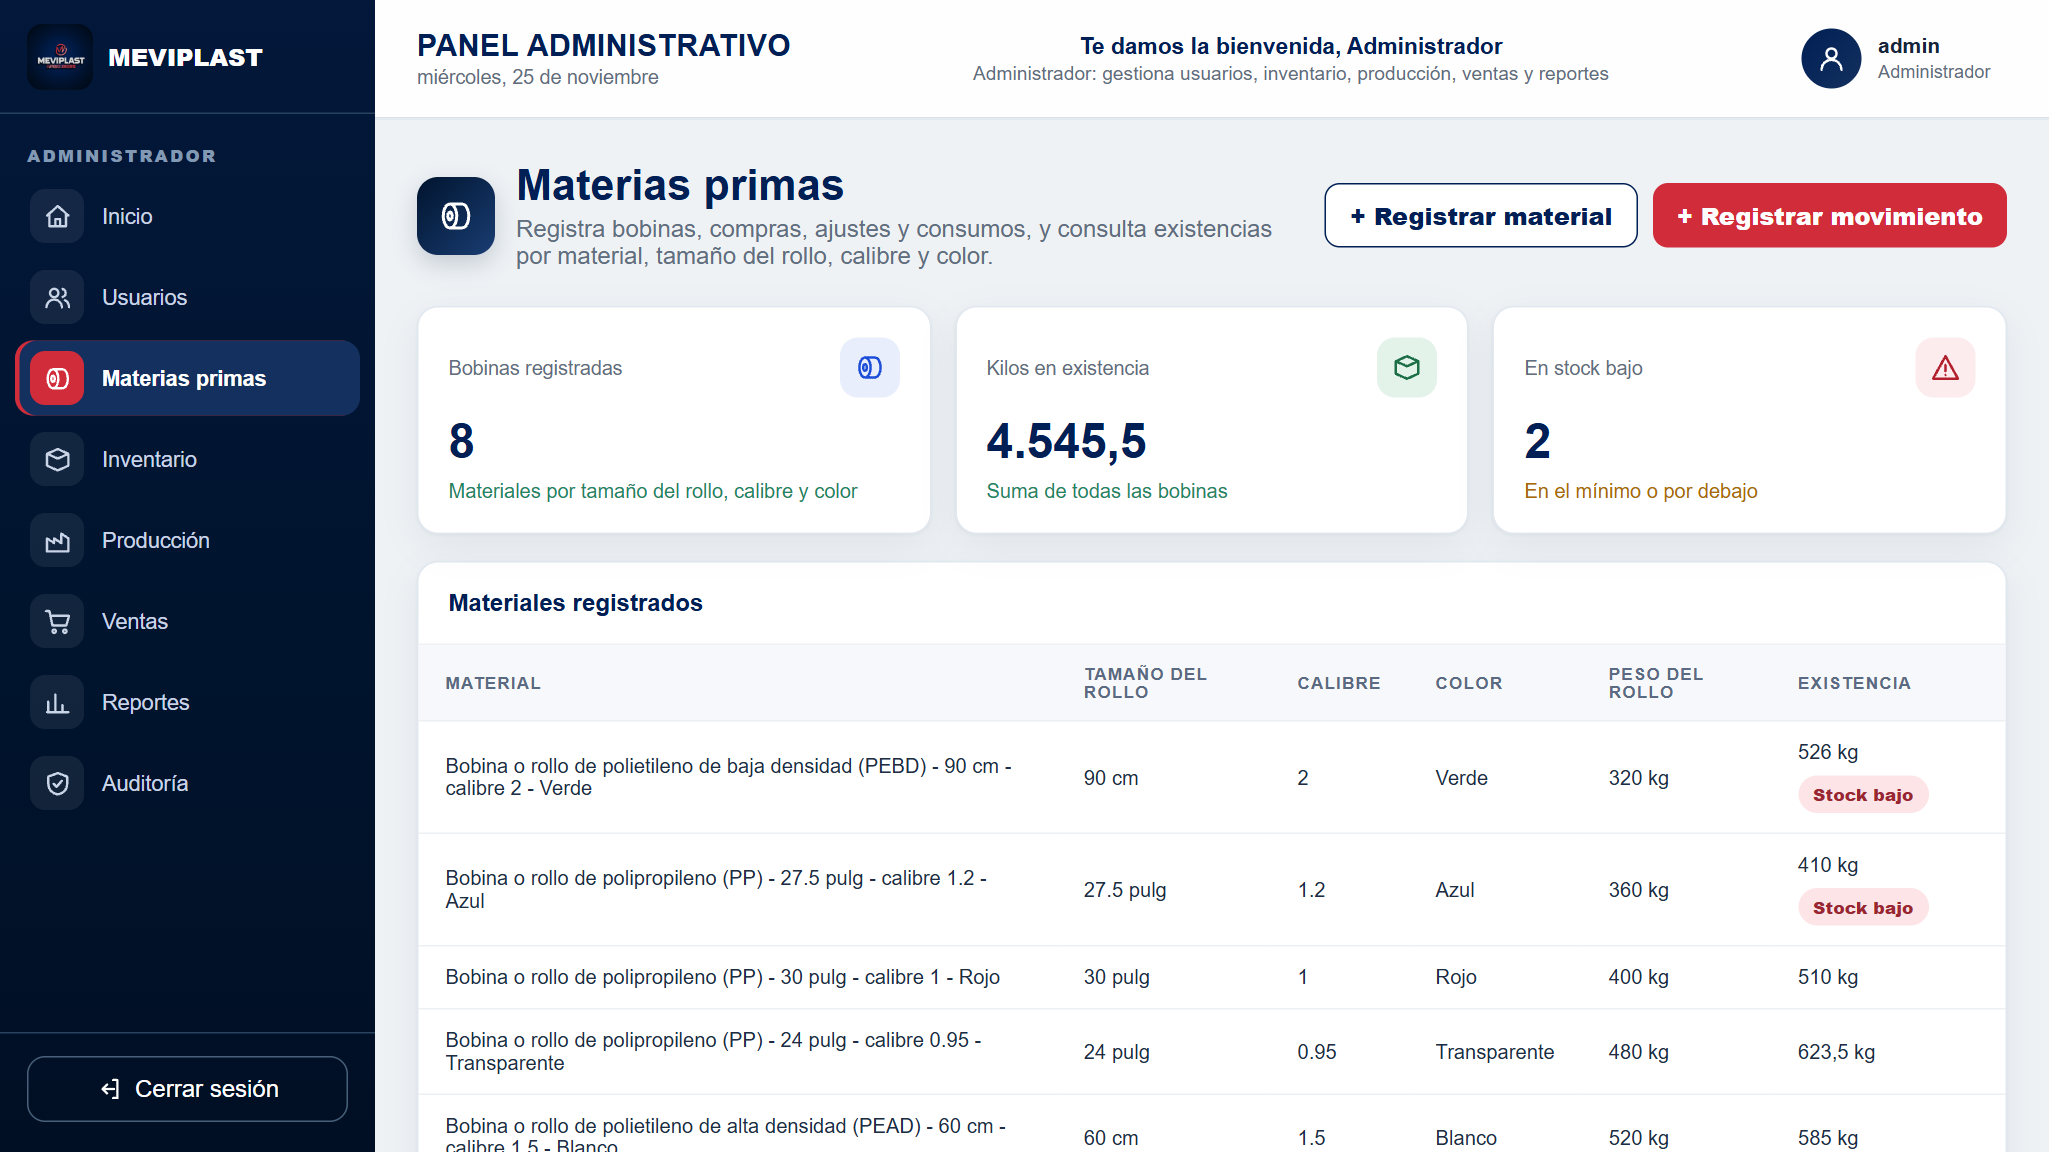 MEVIPLAST
MEVIPLAST
ADMINISTRADOR
Inicio
Usuarios
Materias primas
Inventario
Producción
Ventas
Reportes
Auditoría
Cerrar sesión
PANEL ADMINISTRATIVO
miércoles, 25 de noviembre
Te damos la bienvenida, Administrador
Administrador: gestiona usuarios, inventario, producción, ventas y reportes
admin
Administrador
Materias primas
Registra bobinas, compras, ajustes y consumos, y consulta existencias
por material, tamaño del rollo, calibre y color.
+ Registrar material
+ Registrar movimiento
Bobinas registradas
8
Materiales por tamaño del rollo, calibre y color
Kilos en existencia
4.545,5
Suma de todas las bobinas
En stock bajo
2
En el mínimo o por debajo
Materiales registrados
MATERIAL TAMAÑO DEL ROLLO CALIBRE COLOR PESO DEL ROLLO EXISTENCIA
Bobina o rollo de polietileno de baja densidad (PEBD) - 90 cm -
calibre 2 - Verde
90 cm 2 Verde 320 kg 526 kg
Stock bajo
Bobina o rollo de polipropileno (PP) - 27.5 pulg - calibre 1.2 -
Azul
27.5 pulg 1.2 Azul 360 kg 410 kg
Stock bajo
Bobina o rollo de polipropileno (PP) - 30 pulg - calibre 1 - Rojo 30 pulg 1 Rojo 400 kg 510 kg
Bobina o rollo de polipropileno (PP) - 24 pulg - calibre 0.95 -
Transparente
24 pulg 0.95 Transparente 480 kg 623,5 kg
Bobina o rollo de polietileno de alta densidad (PEAD) - 60 cm -
calibre 1.5 - Blanco
60 cm 1.5 Blanco 520 kg 585 kg